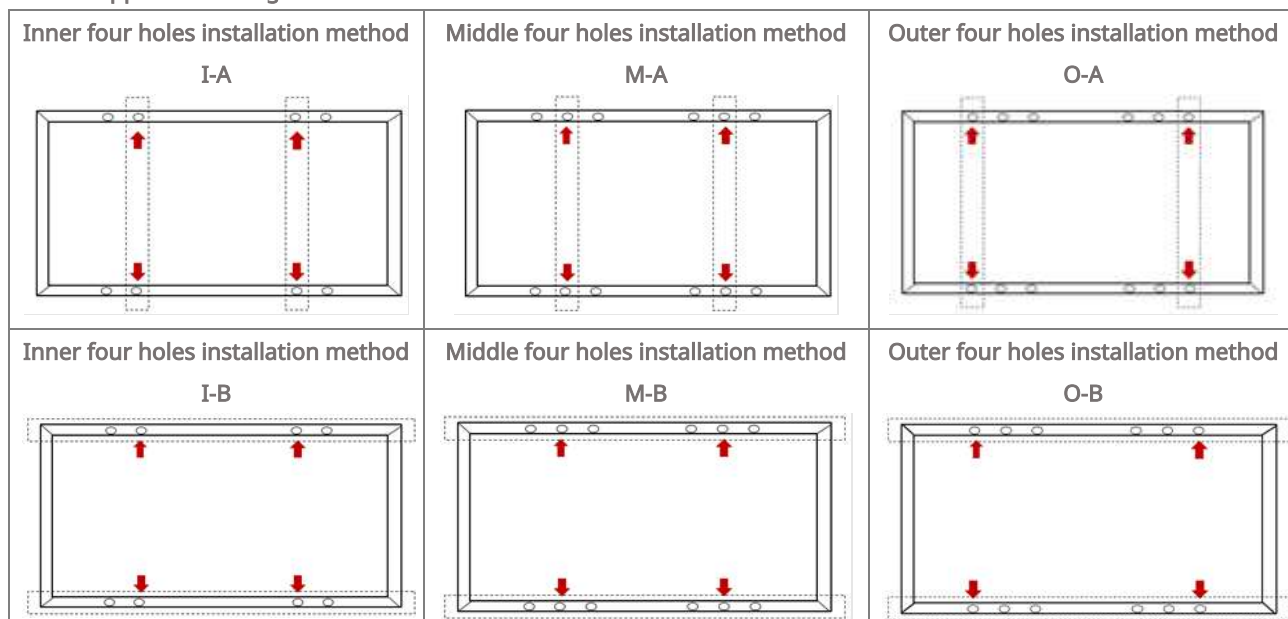 Inner four holes installation method
I-A
Middle four holes installation method
M-A
Outer four holes installation method
O-A
Inner four holes installation method
I-B
Middle four holes installation method
M-B
Outer four holes installation method
O-B